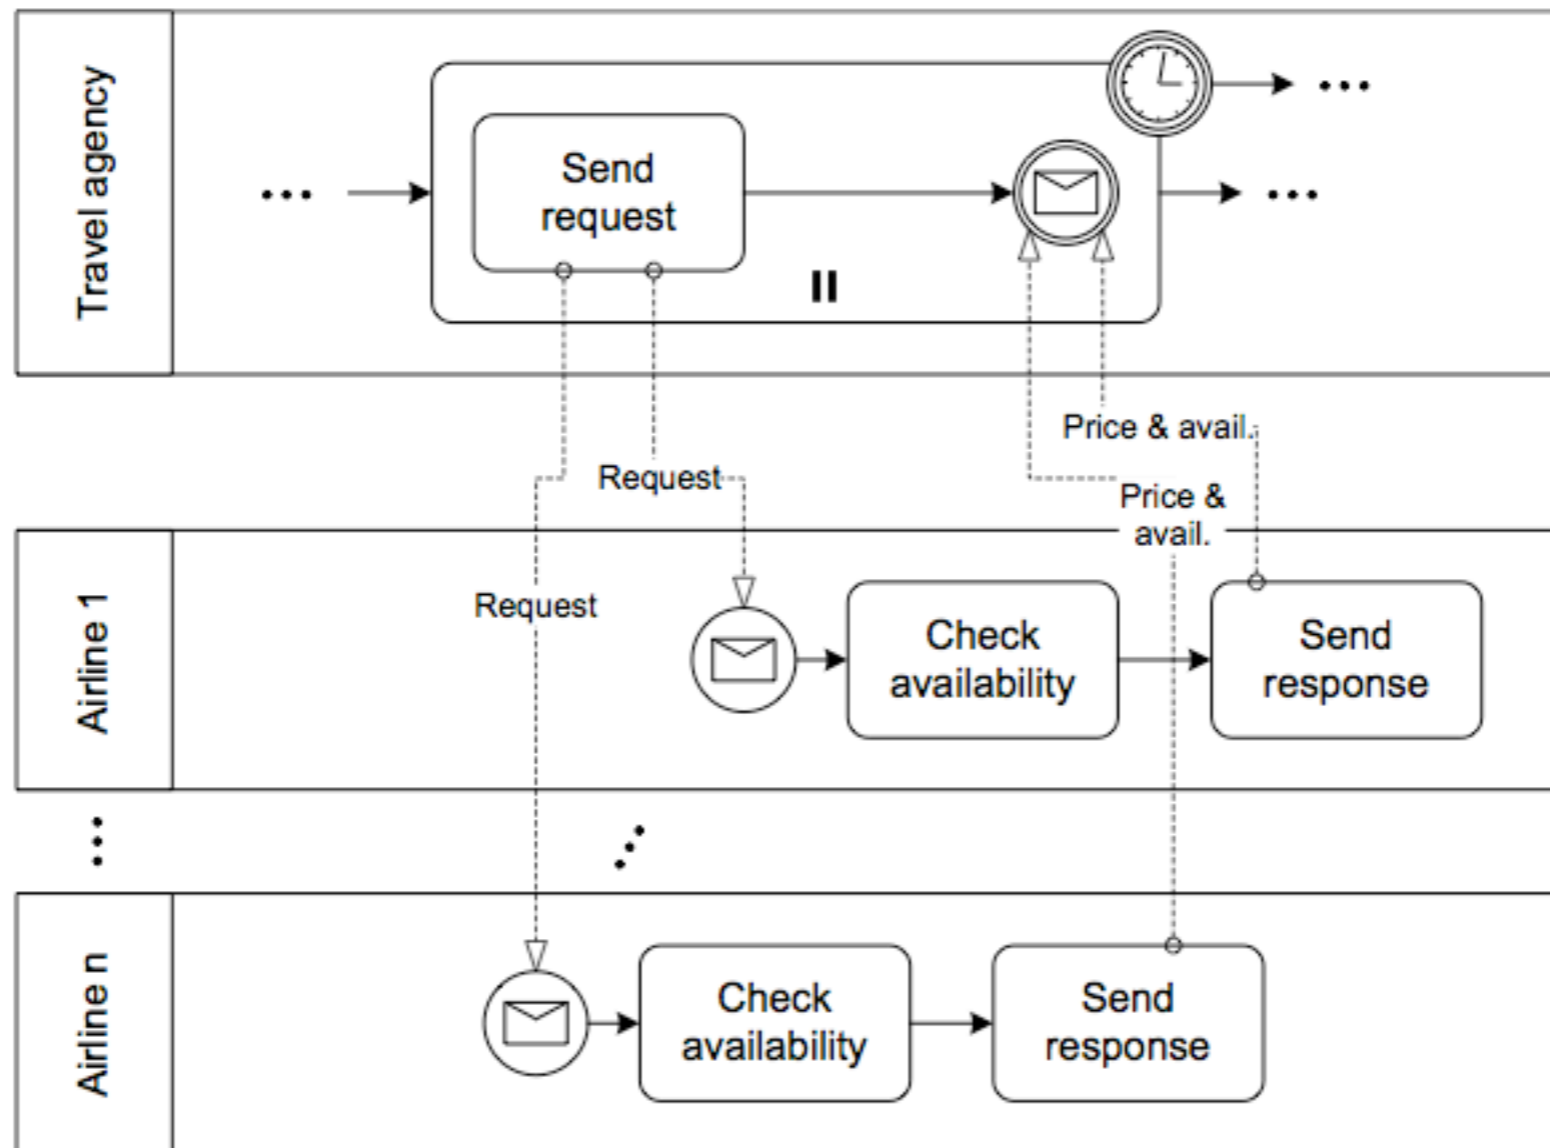 Travel agency
Send
request
Price & avail.
Request
Price &
avail.
Request
Airline 1
Check
availability
Send
response
Airline n
Check
availability
Send
response